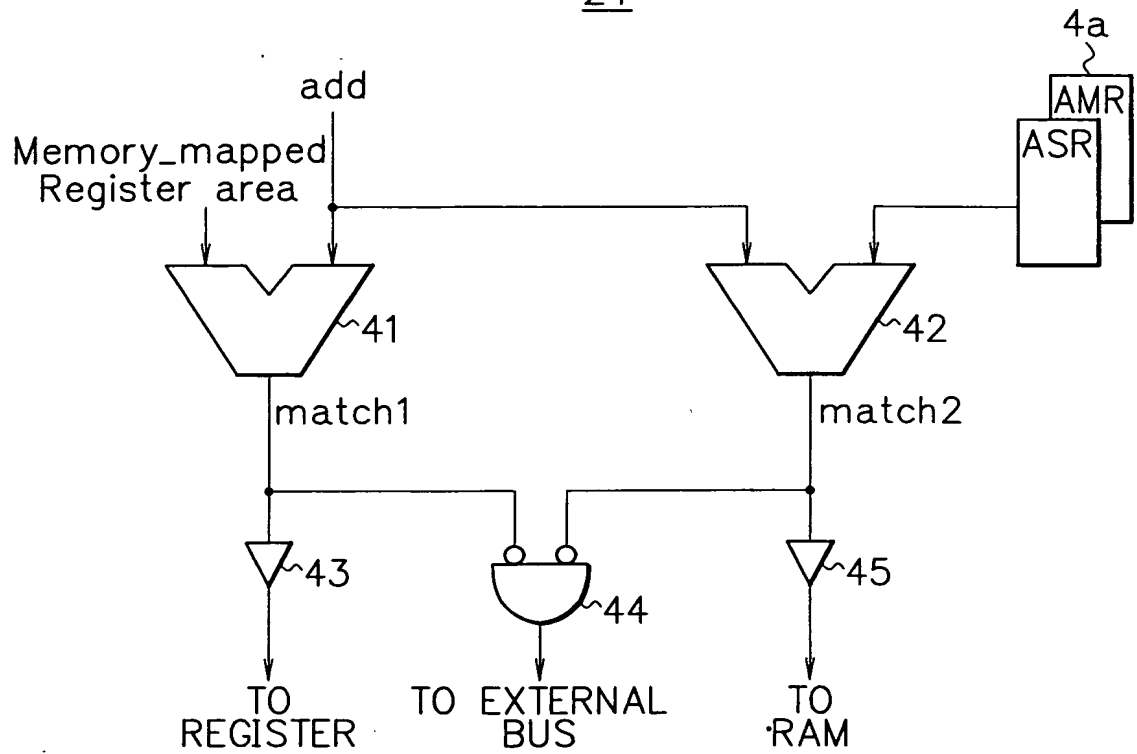 4a
AMR
ASR
add
Memory_mapped
Register area
41
42
match1
match2
43
44
45
TO
REGISTER
TO EXTERNAL
BUS
TO
RAM